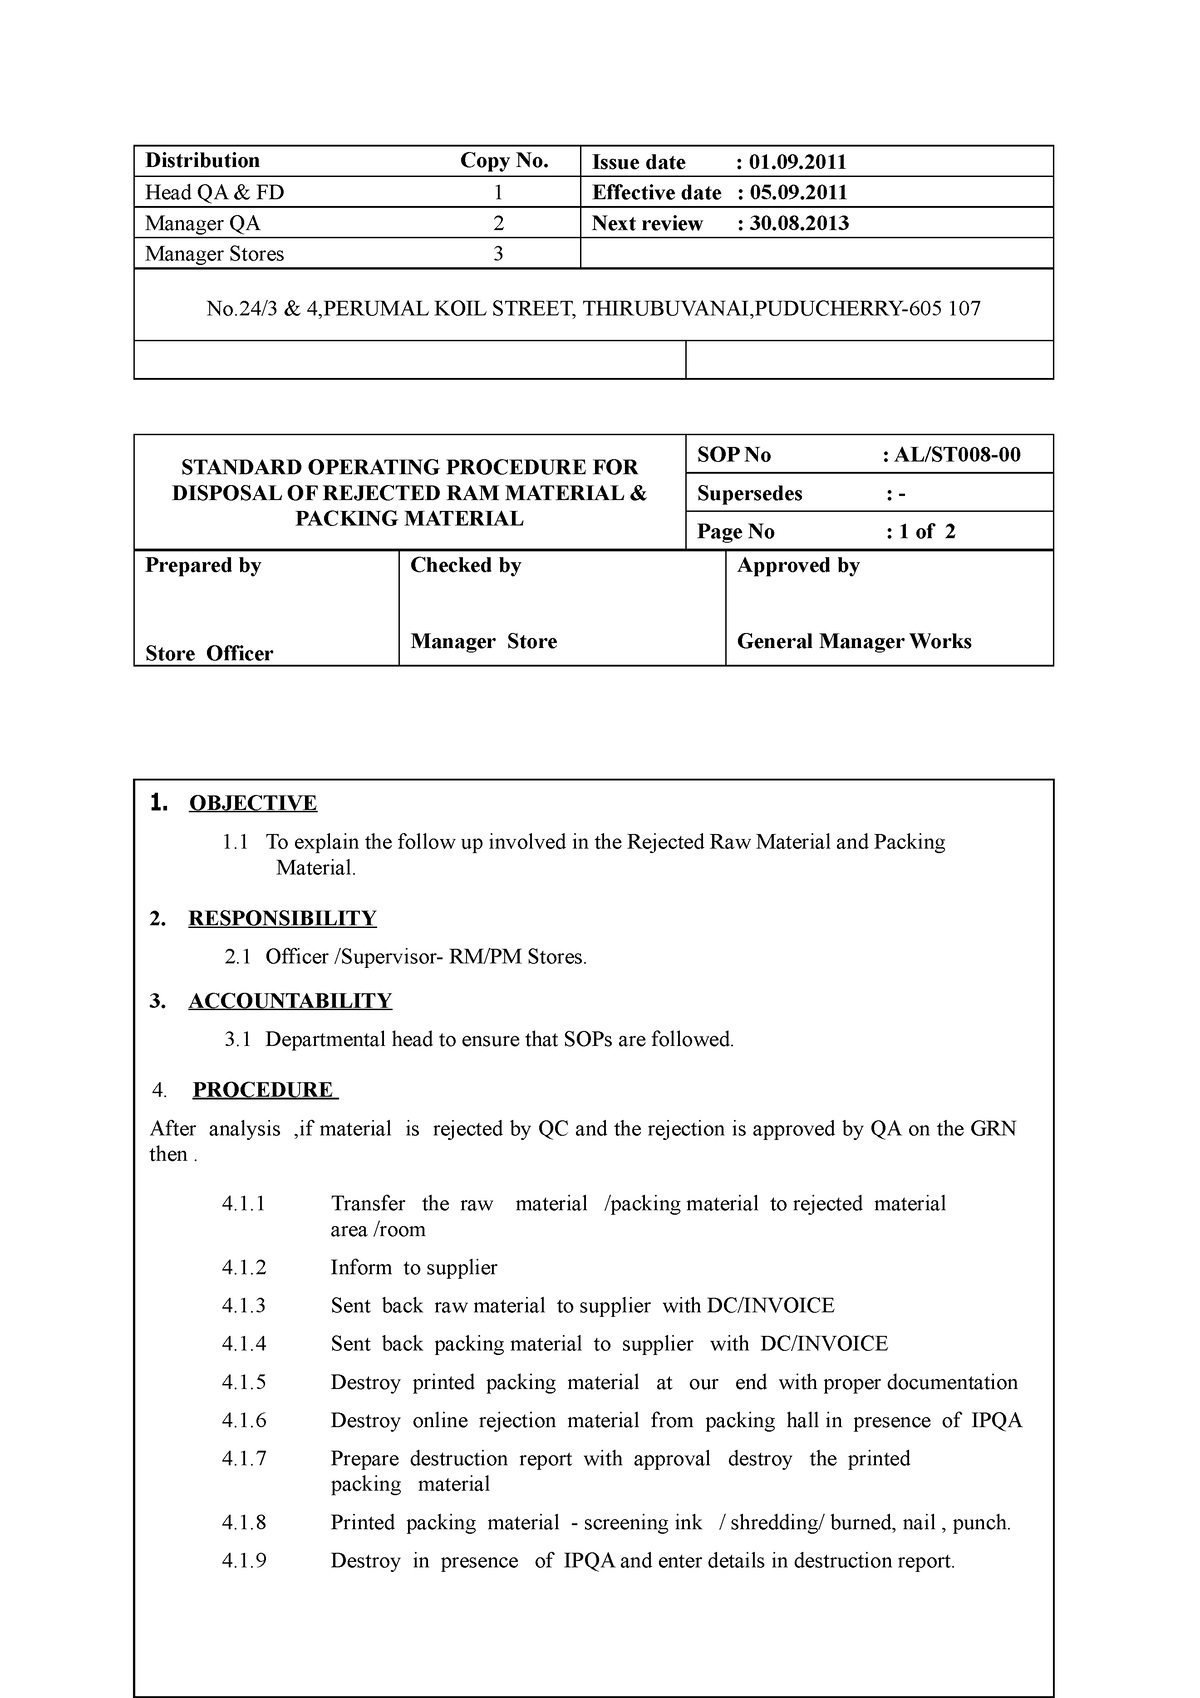 Distribution Copy No. Issue date : 01.09.2011
Head QA & FD 1 Effective date : 05.09.2011
Manager QA 2 Next review : 30.08.2013
Manager Stores 3
No.24/3 & 4,PERUMAL KOIL STREET, THIRUBUVANAI,PUDUCHERRY-605 107
STANDARD OPERATING PROCEDURE FOR
DISPOSAL OF REJECTED RAM MATERIAL &
PACKING MATERIAL
SOP No : AL/ST008-00
Supersedes : -
Page No : 1 of 2
Prepared by Checked by Approved by
Store Officer Manager Store General Manager Works
1. OBJECTIVE
1.1 To explain the follow up involved in the Rejected Raw Material and Packing
Material.
2. RESPONSIBILITY
2.1 Officer /Supervisor- RM/PM Stores.
3. ACCOUNTABILITY
3.1 Departmental head to ensure that SOPs are followed.
4. PROCEDURE
After analysis ,if material is rejected by QC and the rejection is approved by QA on the GRN
then .
4.1.1 Transfer the raw material /packing material to rejected material
area /room
4.1.2 Inform to supplier
4.1.3 Sent back raw material to supplier with DC/INVOICE
4.1.4 Sent back packing material to supplier with DC/INVOICE
4.1.5 Destroy printed packing material at our end with proper documentation
4.1.6 Destroy online rejection material from packing hall in presence of IPQA
4.1.7 Prepare destruction report with approval destroy the printed
packing material
4.1.8 Printed packing material - screening ink / shredding/ burned, nail , punch.
4.1.9 Destroy in presence of IPQA and enter details in destruction report.